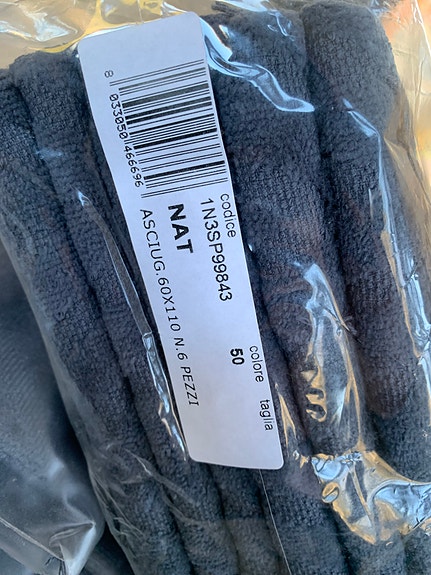 8 033050 466696
codice
1N3SP99843
NAT
ASCIUG.60X110 N.6 PEZZI
colore
50
taglia